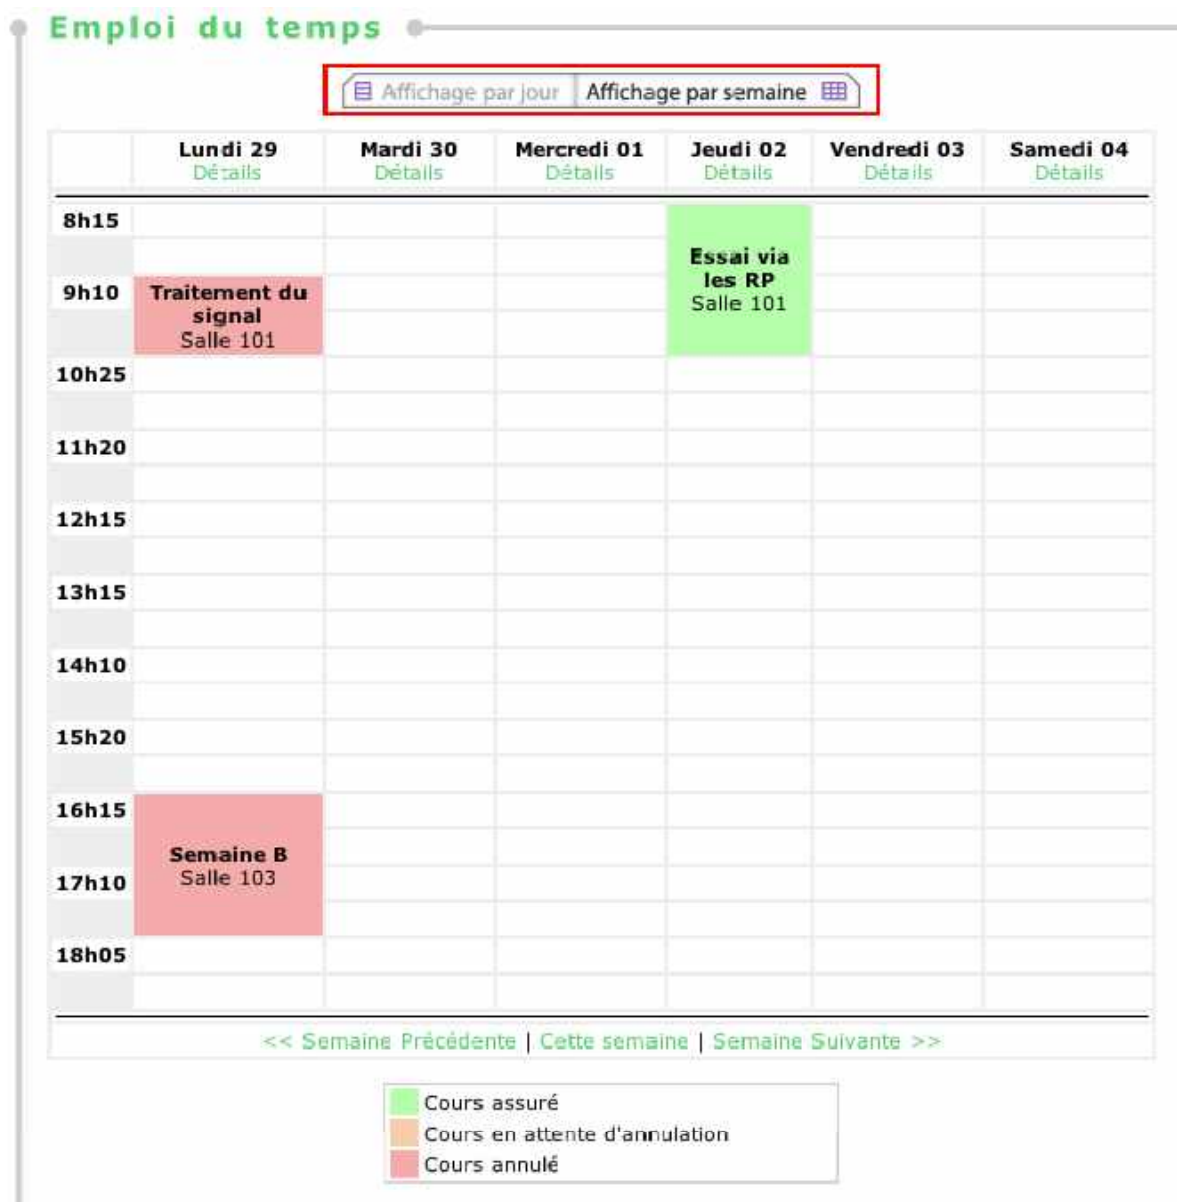 Emploi du temps
Affichage par jour Affichage par semaine
Lundi 29 Mardi 30 Mercredi 01 Jeudi 02 Vendredi 03 Samedi 04
Détails Détails Détails Détails Détails Détails
8h15
Essai via
les RP
Salle 101
9h10
Traitement du
signal
Salle 101
10h25
11h20
12h15
13h15
14h10
15h20
16h15
Semaine B
Salle 103
17h10
18h05
<< Semaine Précédente | Cette semaine | Semaine Suivante >>
Cours assuré
Cours en attente d'annulation
Cours annulé